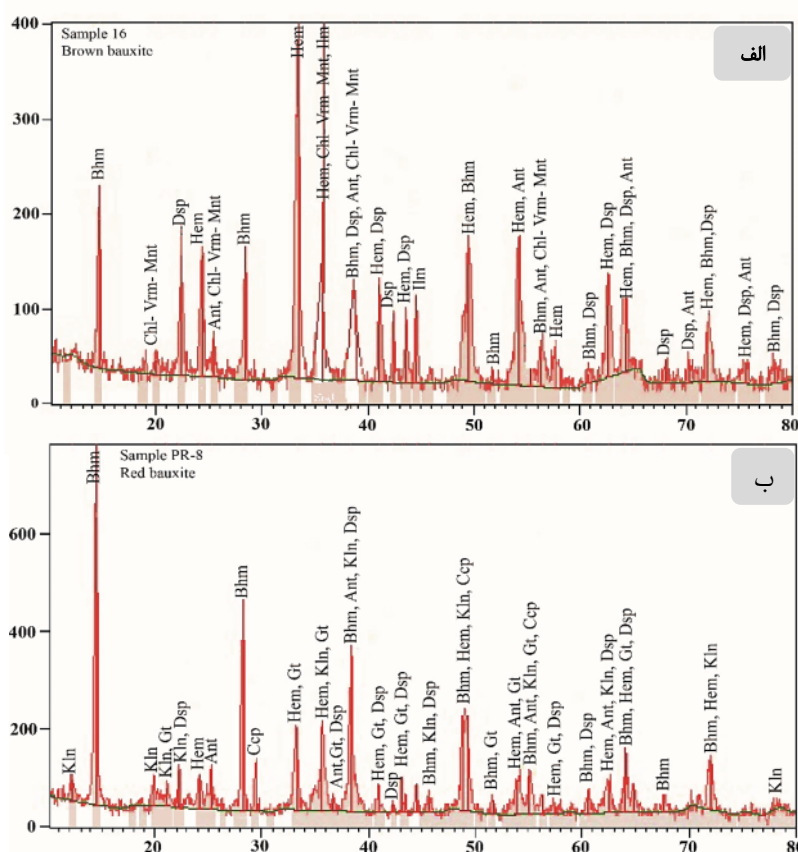 Sample 16
Brown bauxite
الف
400
300
200
100
0
Bhm
Chl- Vrm- Mnt
Dsp
Hem
Ant, Chl- Vrm- Mnt
Bhm
Hem
Hem, Chl- Vrm- Mnt, Ilm
Bhm, Dsp, Ant, Chl- Vrm- Mnt
Hem, Dsp
Dsp
Hem, Dsp
Ilm
Hem, Bhm
Bhm
Hem, Ant
Bhm, Ant, Chl- Vrm- Mnt
Hem
Bhm, Dsp
Hem, Dsp
Hem, Bhm, Dsp, Ant
Dsp
Dsp, Ant
Hem, Bhm,Dsp
Hem, Dsp, Ant
Bhm, Dsp
20 30 40 50 60 70 80
Sample PR-8
Red bauxite
ب
600
400
200
0
Kln
Bhm
Kln
Kln, Gt
Kln, Dsp
Hem
Ant
Bhm
Ccp
Hem, Gt
Hem, Kln, Gt
Ant,Gt, Dsp
Bhm, Ant, Kln, Dsp
Hem, Gt, Dsp
Dsp
Hem, Gt, Dsp
Bhm, Kln, Dsp
Bhm, Hem, Kln, Ccp
Bhm, Gt
Hem, Ant, Gt
Bhm, Ant, Kln, Gt, Ccp
Hem, Gt, Dsp
Bhm, Dsp
Hem, Ant, Kln, Dsp
Bhm, Hem, Gt, Dsp
Bhm
Bhm, Hem, Kln
Kln
20 30 40 50 60 70 80